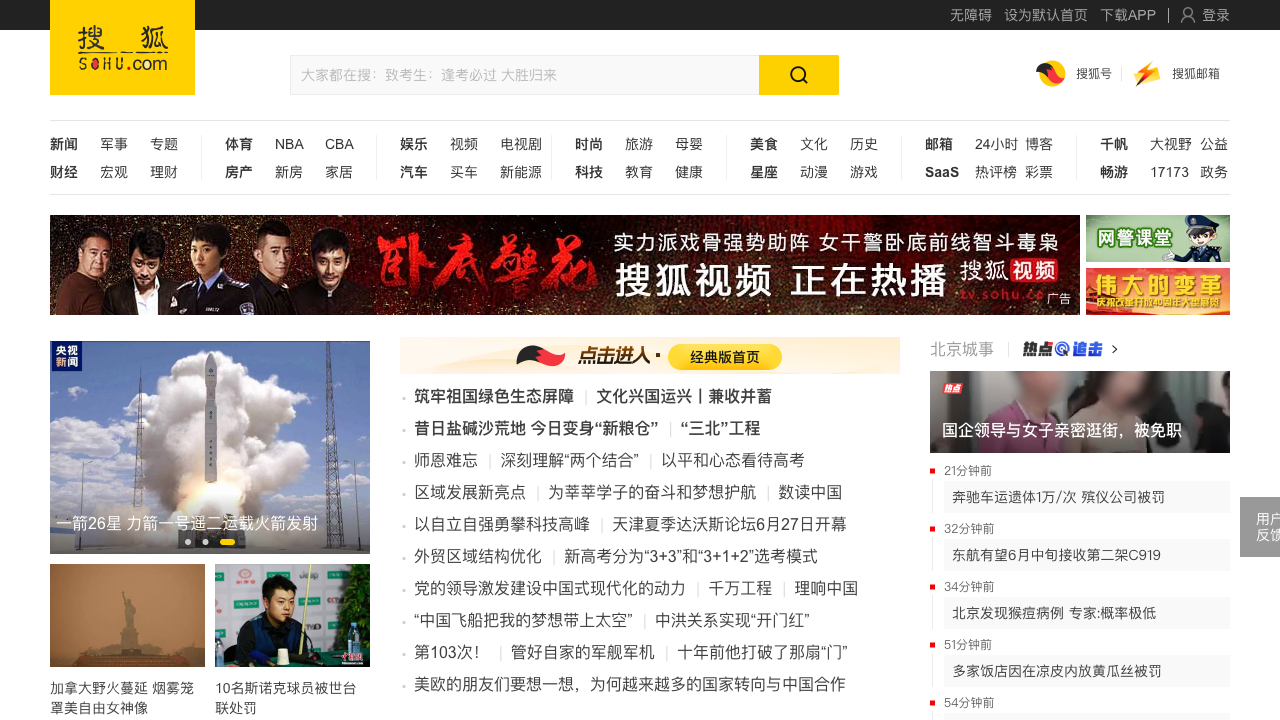 无障碍 设为默认首页 下载APP 登录
搜狐
SOHU.com
大家都在搜：致考生：逢考必过 大胜归来
搜狐号 搜狐邮箱
新闻 军事 专题 体育 NBA CBA 娱乐 视频 电视剧 时尚 旅游 母婴 美食 文化 历史 邮箱 24小时 博客 千帆 大视野 公益
财经 宏观 理财 房产 新房 家居 汽车 买车 新能源 科技 教育 健康 星座 动漫 游戏 SaaS 热评榜 彩票 畅游 17173 政务
卧底警花
实力派戏骨强势助阵 女干警卧底前线智斗毒枭
搜狐视频 正在热播
搜狐视频
tv.sohu.co
广告
网警课堂
伟大的变革
庆祝改革开放40周年大型展览
央视
新闻
一箭26星 力箭一号遥二运载火箭发射
加拿大野火蔓延 烟雾笼
罩美自由女神像
10名斯诺克球员被世台
联处罚
点击进入 经典版首页
筑牢祖国绿色生态屏障 文化兴国运兴丨兼收并蓄
昔日盐碱沙荒地 今日变身“新粮仓” “三北”工程
师恩难忘 深刻理解“两个结合” 以平和心态看待高考
区域发展新亮点 为莘莘学子的奋斗和梦想护航 数读中国
以自立自强勇攀科技高峰 天津夏季达沃斯论坛6月27日开幕
外贸区域结构优化 新高考分为“3+3”和“3+1+2”选考模式
党的领导激发建设中国式现代化的动力 千万工程 理响中国
“中国飞船把我的梦想带上太空” 中洪关系实现“开门红”
第103次！ 管好自家的军舰军机 十年前他打破了那扇“门”
美欧的朋友们要想一想，为何越来越多的国家转向与中国合作
北京城事 热点追击
热点
国企领导与女子亲密逛街，被免职
21分钟前
奔驰车运遗体1万/次 殡仪公司被罚
32分钟前
东航有望6月中旬接收第二架C919
34分钟前
北京发现猴痘病例 专家:概率极低
51分钟前
多家饭店因在凉皮内放黄瓜丝被罚
54分钟前
用户
反馈